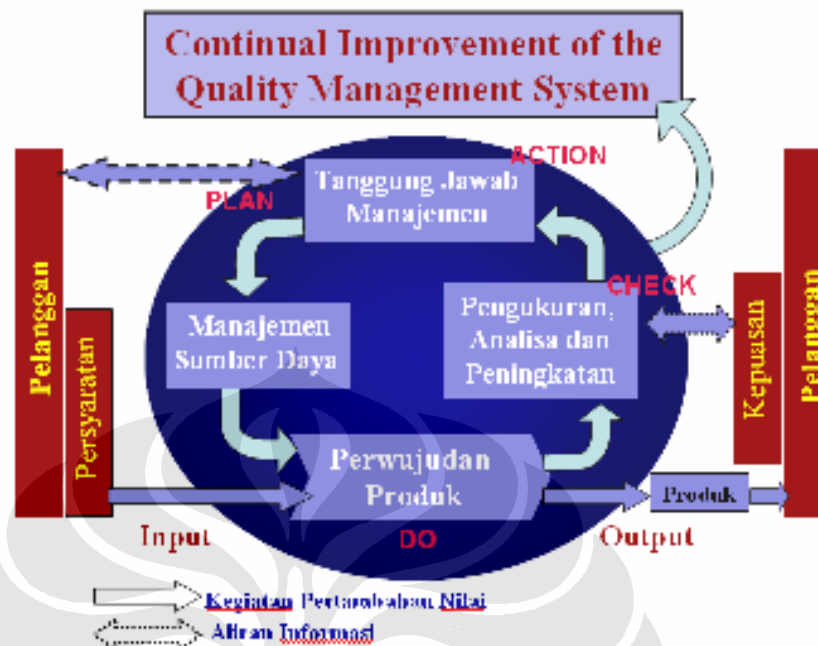 Continual Improvement of the
Quality Management System
ACTION
PLAN
Tanggung Jawab
Manajemen
Pelanggan
Persyaratan
Manajemen
Sumber Daya
CHECK
Pengukuran,
Analisa dan
Peningkatan
Kepuasan
Pelanggan
Perwujudan
Produk
Produk
Input
DO
Output
Kegiatan Pertambahan Nilai
Aliran Informasi